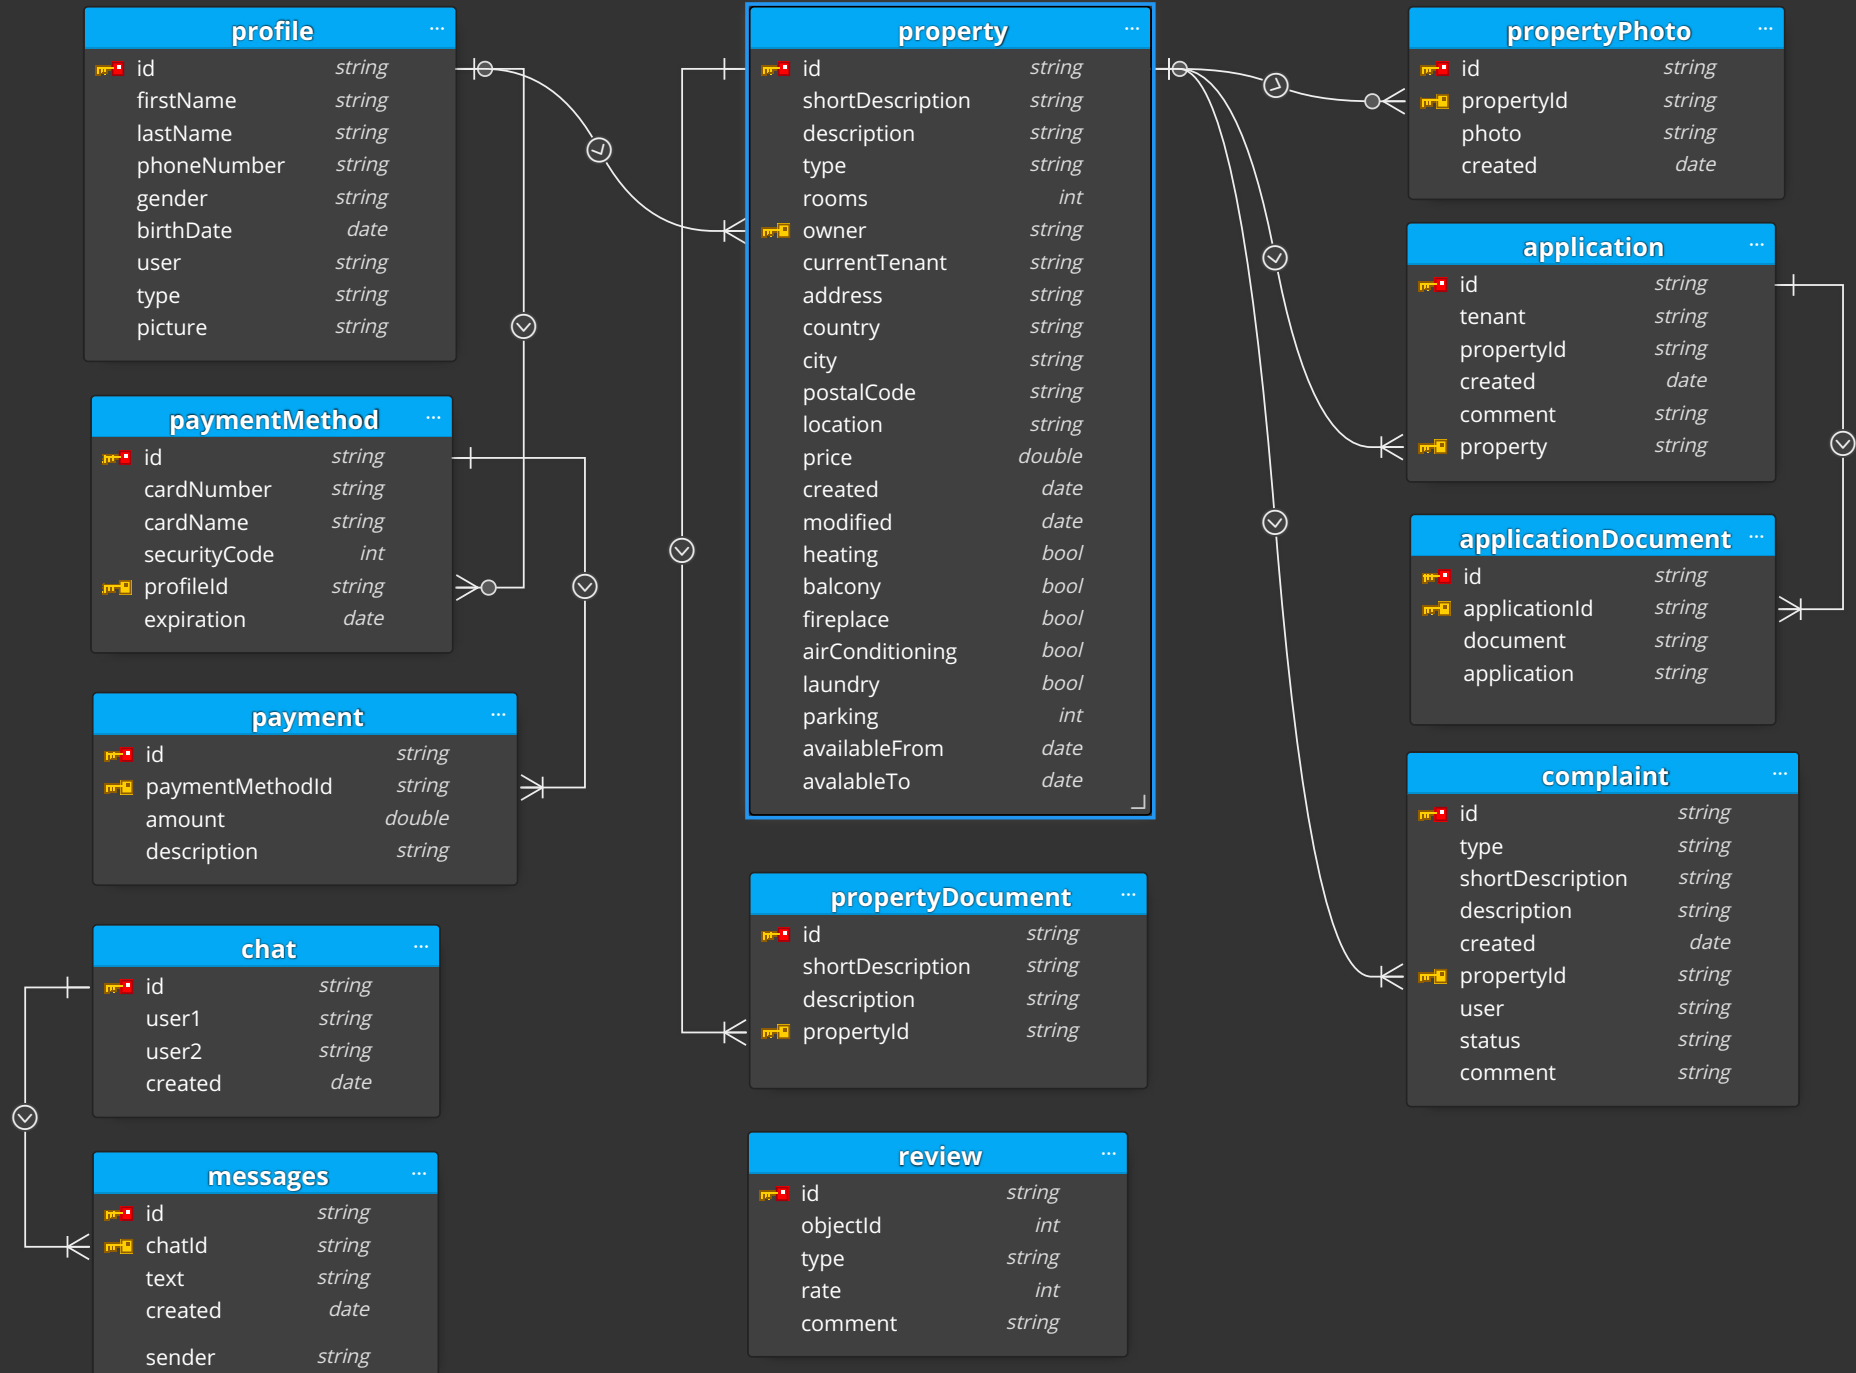 profile ...
id string
firstName string
lastName string
phoneNumber string
gender string
birthDate date
user string
type string
picture string
paymentMethod ...
id string
cardNumber string
cardName string
securityCode int
profileId string
expiration date
payment ...
id string
paymentMethodId string
amount double
description string
chat ...
id string
user1 string
user2 string
created date
messages ...
id string
chatId string
text string
created date
sender string
property ...
id string
shortDescription string
description string
type string
rooms int
owner string
currentTenant string
address string
country string
city string
postalCode string
location string
price double
created date
modified date
heating bool
balcony bool
fireplace bool
airConditioning bool
laundry bool
parking int
availableFrom date
avalableTo date
propertyDocument ...
id string
shortDescription string
description string
propertyId string
review ...
id string
objectId int
type string
rate int
comment string
propertyPhoto ...
id string
propertyId string
photo string
created date
application ...
id string
tenant string
propertyId string
created date
comment string
property string
applicationDocument ...
id string
applicationId string
document string
application string
complaint ...
id string
type string
shortDescription string
description string
created date
propertyId string
user string
status string
comment string